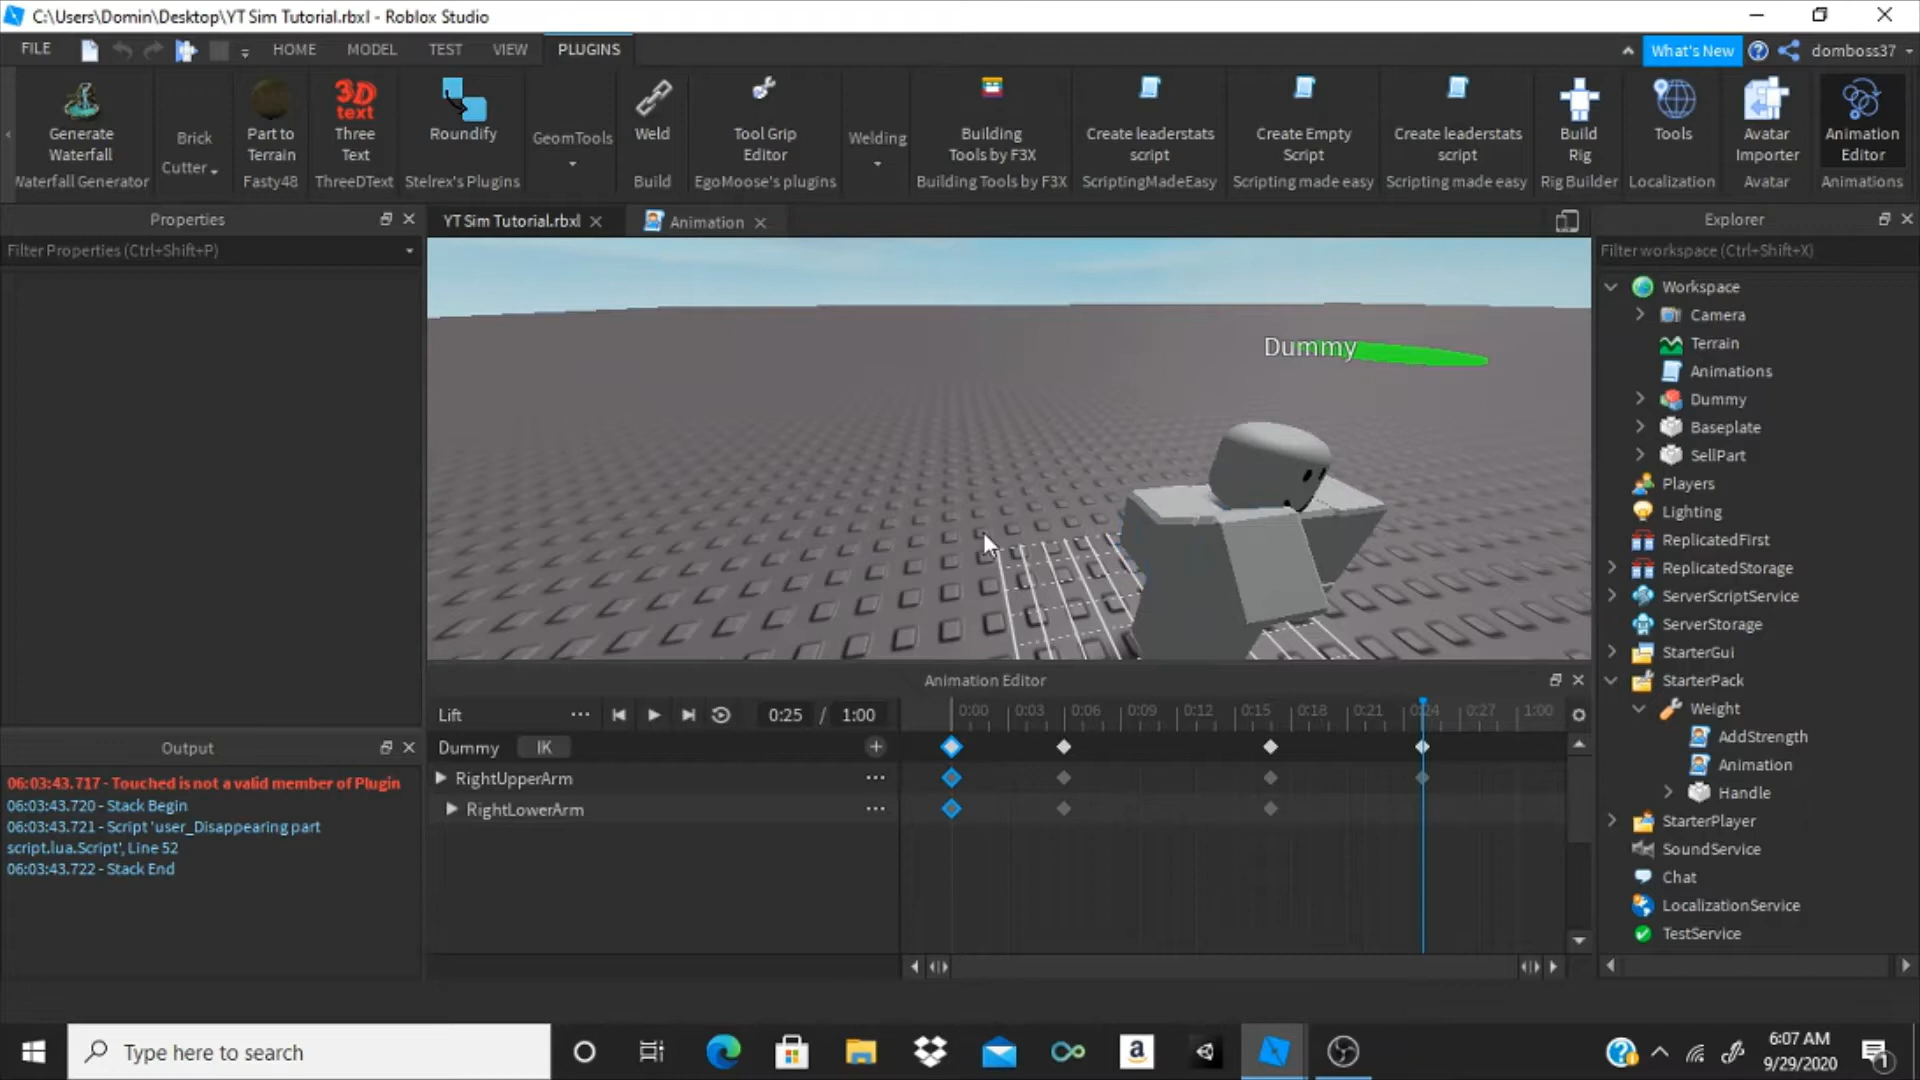 C:\Users\Domin\Desktop\YT Sim Tutorial.rbxl - Roblox Studio
FILE
HOME
MODEL
TEST
VIEW
PLUGINS
What's New
domboss37
Generate
Waterfall
Waterfall Generator
Brick
Cutter
Part to
Terrain
Fasty48
3D
text
Three
Text
ThreeDText
Roundify
Stelrex's Plugins
GeomTools
Weld
Build
Tool Grip
Editor
EgoMoose's plugins
Welding
Building
Tools by F3X
Building Tools by F3X
Create leaderstats
script
ScriptingMadeEasy
Create Empty
Script
Scripting made easy
Create leaderstats
script
Scripting made easy
Build
Rig
Rig Builder
Tools
Localization
Avatar
Importer
Avatar
Animation
Editor
Animations
Properties
Filter Properties (Ctrl+Shift+P)
YT Sim Tutorial.rbxl
Animation
Dummy
Explorer
Filter workspace (Ctrl+Shift+X)
Workspace
Camera
Terrain
Animations
Dummy
Baseplate
SellPart
Players
Lighting
ReplicatedFirst
ReplicatedStorage
ServerScriptService
ServerStorage
StarterGui
StarterPack
Weight
AddStrength
Animation
Handle
StarterPlayer
SoundService
Chat
LocalizationService
TestService
Output
06:03:43.717 - Touched is not a valid member of Plugin
06:03:43.720 - Stack Begin
06:03:43.721 - Script 'user_Disappearing part
script.lua.Script', Line 52
06:03:43.722 - Stack End
Animation Editor
Lift
0:25 / 1:00
0:00 0:03 0:06 0:09 0:12 0:15 0:18 0:21 0:24 0:27 1:00
Dummy
IK
RightUpperArm
RightLowerArm
Type here to search
6:07 AM
9/29/2020
1